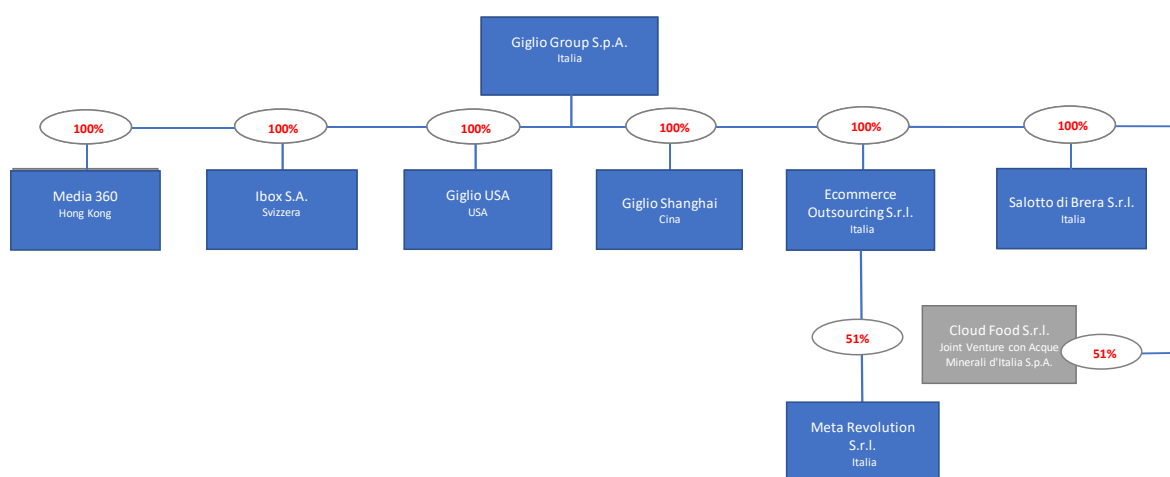 Giglio Group S.p.A.
Italia
100%
100%
100%
100%
100%
100%
Media 360
Hong Kong
Ibox S.A.
Svizzera
Giglio USA
USA
Giglio Shanghai
Cina
Ecommerce
Outsourcing S.r.l.
Italia
Salotto di Brera S.r.l.
Italia
51%
Cloud Food S.r.l.
Joint Venture con Acque
Minerali d'Italia S.p.A.
51%
Meta Revolution
S.r.l.
Italia